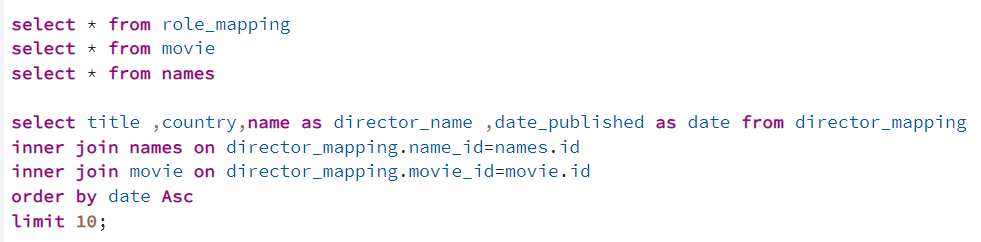 select * from role_mapping
select * from movie
select * from names
select title ,country,name as director_name ,date_published as date from director_mapping
inner join names on director_mapping.name_id=names.id
inner join movie on director_mapping.movie_id=movie.id
order by date Asc
limit 10;